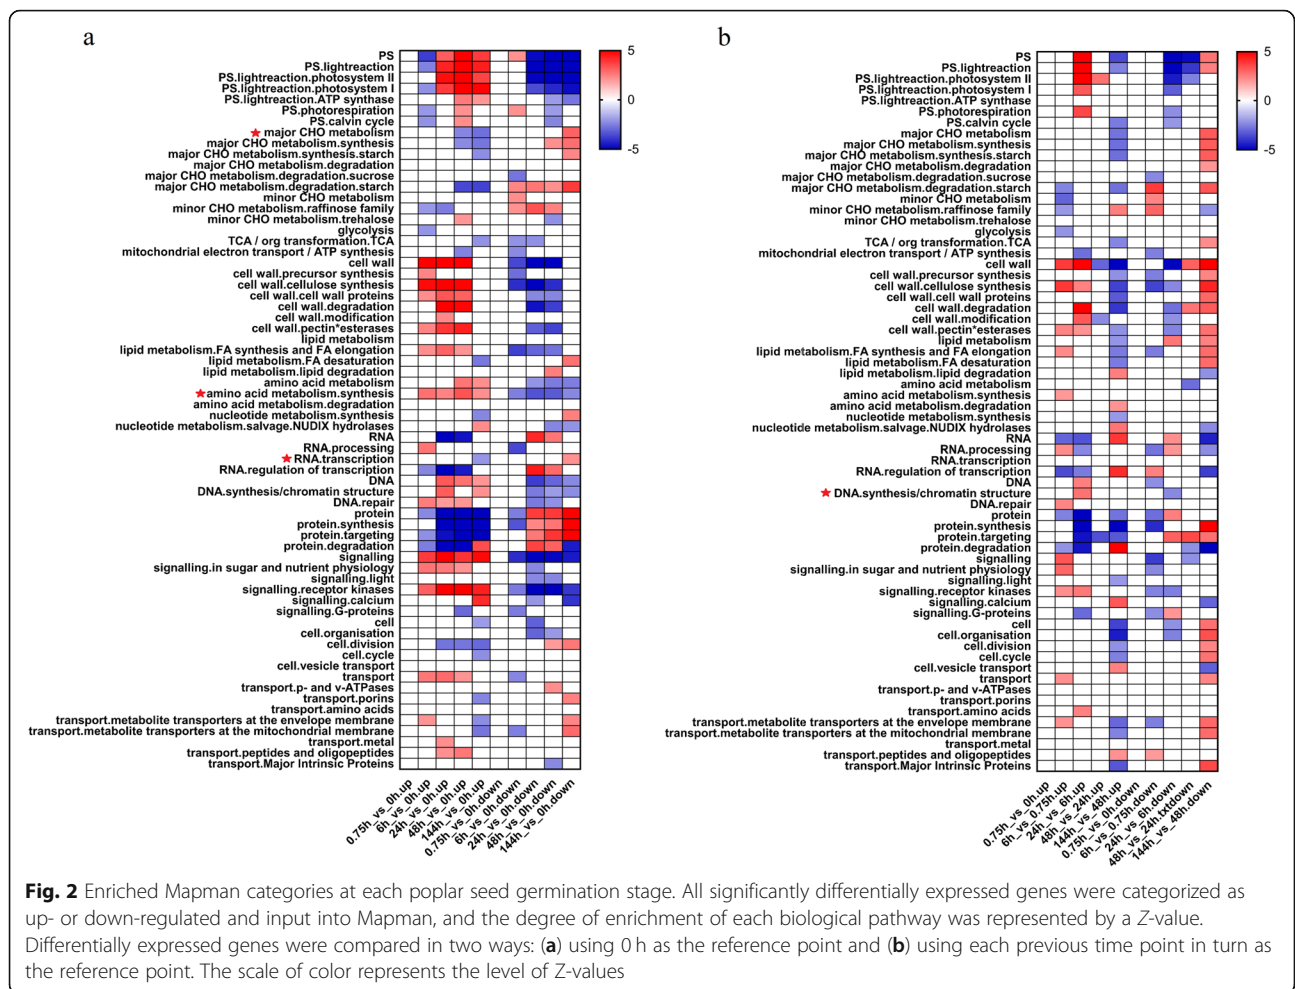 a
PS
PS.lightreaction
PS.lightreaction.photosystem II
PS.lightreaction.photosystem I
PS.lightreaction.ATP synthase
PS.photorespiration
PS.calvin cycle
major CHO metabolism
major CHO metabolism.synthesis
major CHO metabolism.synthesis.starch
major CHO metabolism.degradation
major CHO metabolism.degradation.sucrose
major CHO metabolism.degradation.starch
minor CHO metabolism
minor CHO metabolism.raffinose family
minor CHO metabolism.trehalose
glycolysis
TCA / org transformation.TCA
mitochondrial electron transport / ATP synthesis
cell wall
cell wall.precursor synthesis
cell wall.cellulose synthesis
cell wall.cell wall proteins
cell wall.degradation
cell wall.modification
cell wall.pectin*esterases
lipid metabolism
lipid metabolism.FA synthesis and FA elongation
lipid metabolism.FA desaturation
lipid metabolism.lipid degradation
amino acid metabolism
amino acid metabolism.synthesis
amino acid metabolism.degradation
nucleotide metabolism.synthesis
nucleotide metabolism.salvage.NUDIX hydrolases
RNA
RNA.processing
RNA.transcription
RNA.regulation of transcription
DNA
DNA.synthesis/chromatin structure
DNA.repair
protein
protein.synthesis
protein.targeting
protein.degradation
signalling
signalling.in sugar and nutrient physiology
signalling.light
signalling.receptor kinases
signalling.calcium
signalling.G-proteins
cell
cell.organisation
cell.division
cell.cycle
cell.vesicle transport
transport
transport.p- and v-ATPases
transport.porins
transport.amino acids
transport.metabolite transporters at the envelope membrane
transport.metabolite transporters at the mitochondrial membrane
transport.metal
transport.peptides and oligopeptides
transport.Major Intrinsic Proteins
0.75h_vs_0h.up
6h_vs_0h.up
24h_vs_0h.up
48h_vs_0h.up
144h_vs_0h.up
0.75h_vs_0h.down
6h_vs_0h.down
24h_vs_0h.down
48h_vs_0h.down
144h_vs_0h.down
5
0
-5
b
PS
PS.lightreaction
PS.lightreaction.photosystem II
PS.lightreaction.photosystem I
PS.lightreaction.ATP synthase
PS.photorespiration
PS.calvin cycle
major CHO metabolism
major CHO metabolism.synthesis
major CHO metabolism.synthesis.starch
major CHO metabolism.degradation
major CHO metabolism.degradation.sucrose
major CHO metabolism.degradation.starch
minor CHO metabolism
minor CHO metabolism.raffinose family
minor CHO metabolism.trehalose
glycolysis
TCA / org transformation.TCA
mitochondrial electron transport / ATP synthesis
cell wall
cell wall.precursor synthesis
cell wall.cellulose synthesis
cell wall.cell wall proteins
cell wall.degradation
cell wall.modification
cell wall.pectin*esterases
lipid metabolism
lipid metabolism.FA synthesis and FA elongation
lipid metabolism.FA desaturation
lipid metabolism.lipid degradation
amino acid metabolism
amino acid metabolism.synthesis
amino acid metabolism.degradation
nucleotide metabolism.synthesis
nucleotide metabolism.salvage.NUDIX hydrolases
RNA
RNA.processing
RNA.transcription
RNA.regulation of transcription
DNA
DNA.synthesis/chromatin structure
DNA.repair
protein
protein.synthesis
protein.targeting
protein.degradation
signalling
signalling.in sugar and nutrient physiology
signalling.light
signalling.receptor kinases
signalling.calcium
signalling.G-proteins
cell
cell.organisation
cell.division
cell.cycle
cell.vesicle transport
transport
transport.p- and v-ATPases
transport.porins
transport.amino acids
transport.metabolite transporters at the envelope membrane
transport.metabolite transporters at the mitochondrial membrane
transport.metal
transport.peptides and oligopeptides
transport.Major Intrinsic Proteins
0.75h_vs_0h.up
6h_vs_0.75h.up
24h_vs_6h.up
48h_vs_24h.up
144h_vs_48h.up
0.75h_vs_0h.down
6h_vs_0.75h.down
24h_vs_6h.down
48h_vs_24h.txtdown
144h_vs_48h.down
5
0
-5
Fig. 2 Enriched Mapman categories at each poplar seed germination stage. All significantly differentially expressed genes were categorized as
up- or down-regulated and input into Mapman, and the degree of enrichment of each biological pathway was represented by a Z-value.
Differentially expressed genes were compared in two ways: (a) using 0 h as the reference point and (b) using each previous time point in turn as
the reference point. The scale of color represents the level of Z-values